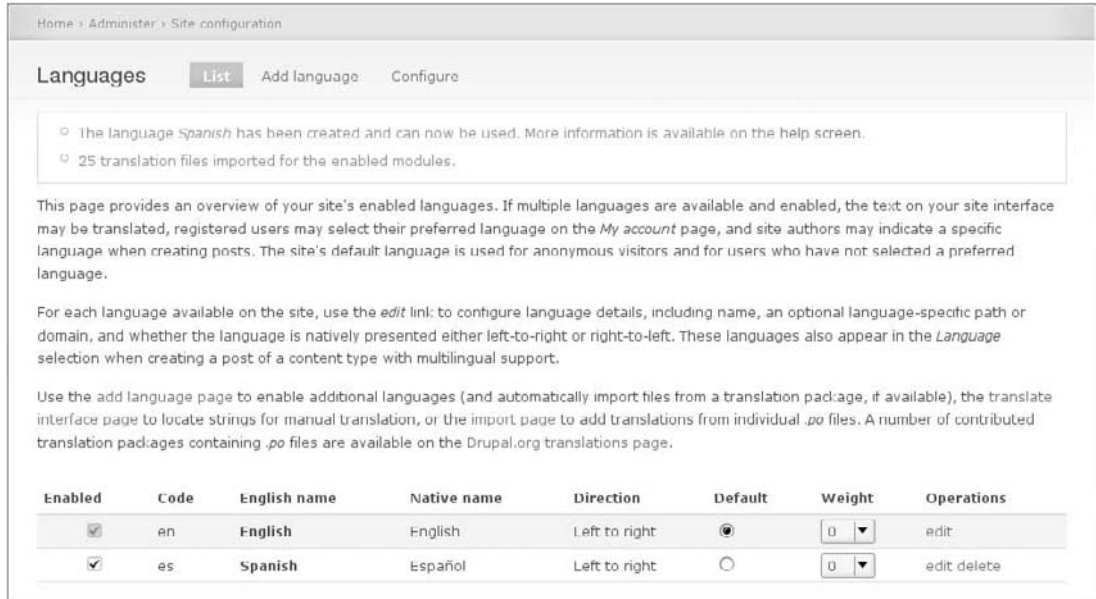 Home › Administer › Site configuration
Languages List Add language Configure
The language Spanish has been created and can now be used. More information is available on the help screen.
25 translation files imported for the enabled modules.
This page provides an overview of your site's enabled languages. If multiple languages are available and enabled, the text on your site interface
may be translated, registered users may select their preferred language on the My account page, and site authors may indicate a specific
language when creating posts. The site's default language is used for anonymous visitors and for users who have not selected a preferred
language.
For each language available on the site, use the edit link to configure language details, including name, an optional language-specific path or
domain, and whether the language is natively presented either left-to-right or right-to-left. These languages also appear in the Language
selection when creating a post of a content type with multilingual support.
Use the add language page to enable additional languages (and automatically import files from a translation package, if available), the translate
interface page to locate strings for manual translation, or the import page to add translations from individual .po files. A number of contributed
translation packages containing .po files are available on the Drupal.org translations page.
Enabled Code English name Native name Direction Default Weight Operations
en English English Left to right 0 edit
es Spanish Español Left to right 0 edit delete